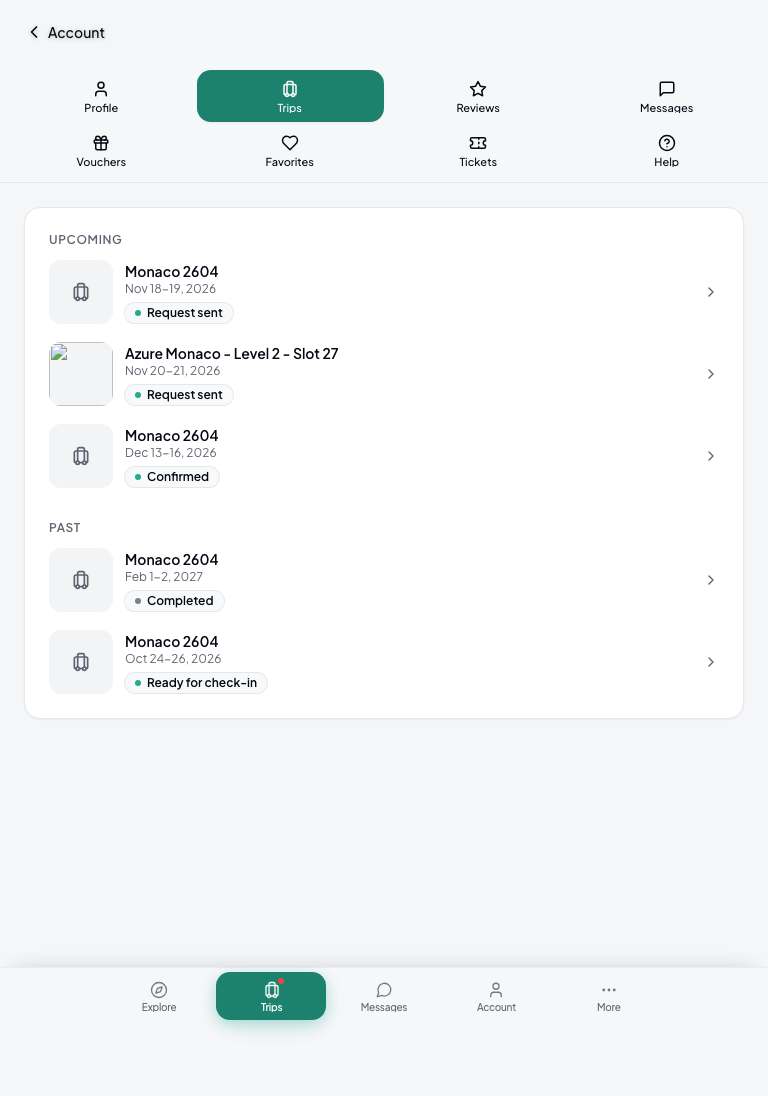 Account
Profile
Trips
Reviews
Messages
Vouchers
Favorites
Tickets
Help
UPCOMING
Monaco 2604
Nov 18–19, 2026
Request sent
Azure Monaco - Level 2 - Slot 27
Nov 20–21, 2026
Request sent
Monaco 2604
Dec 13–16, 2026
Confirmed
PAST
Monaco 2604
Feb 1–2, 2027
Completed
Monaco 2604
Oct 24–26, 2026
Ready for check-in
Explore
Trips
Messages
Account
More